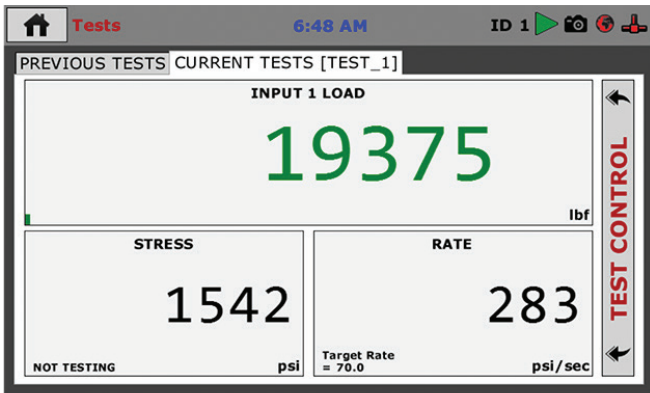 Tests 6:48 AM ID 1
PREVIOUS TESTS CURRENT TESTS [TEST_1]
INPUT 1 LOAD
19375
lbf
STRESS
1542
NOT TESTING psi
RATE
283
Target Rate
= 70.0 psi/sec
TEST CONTROL